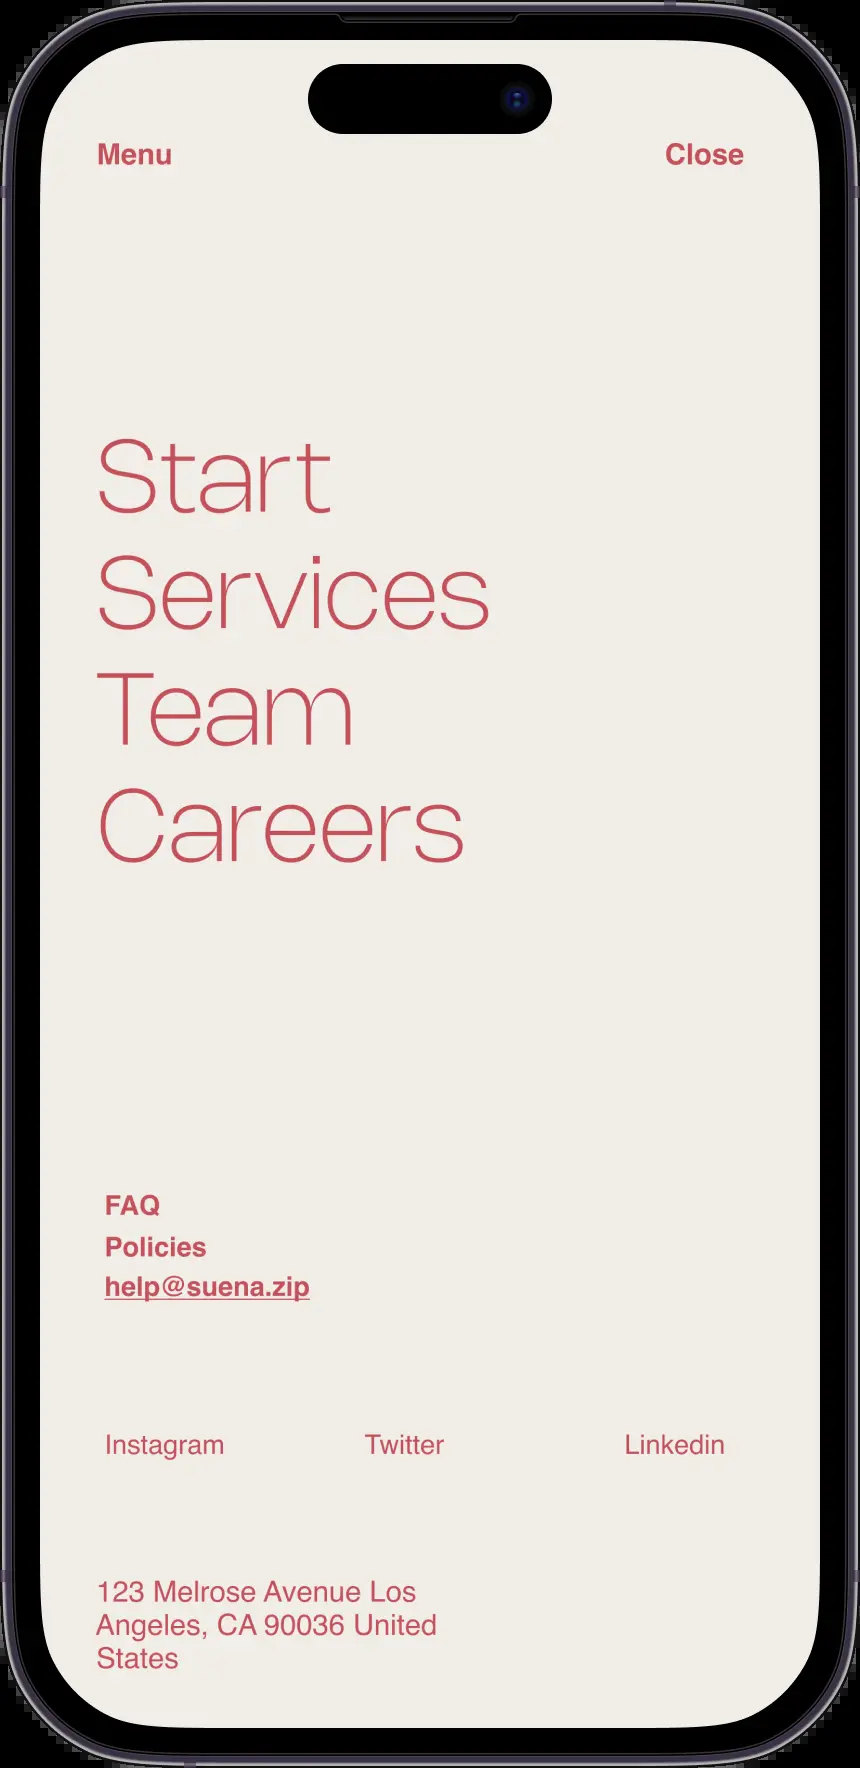 Menu Close
Start
Services
Team
Careers
FAQ
Policies
help@suena.zip
Instagram Twitter Linkedin
123 Melrose Avenue Los
Angeles, CA 90036 United
States